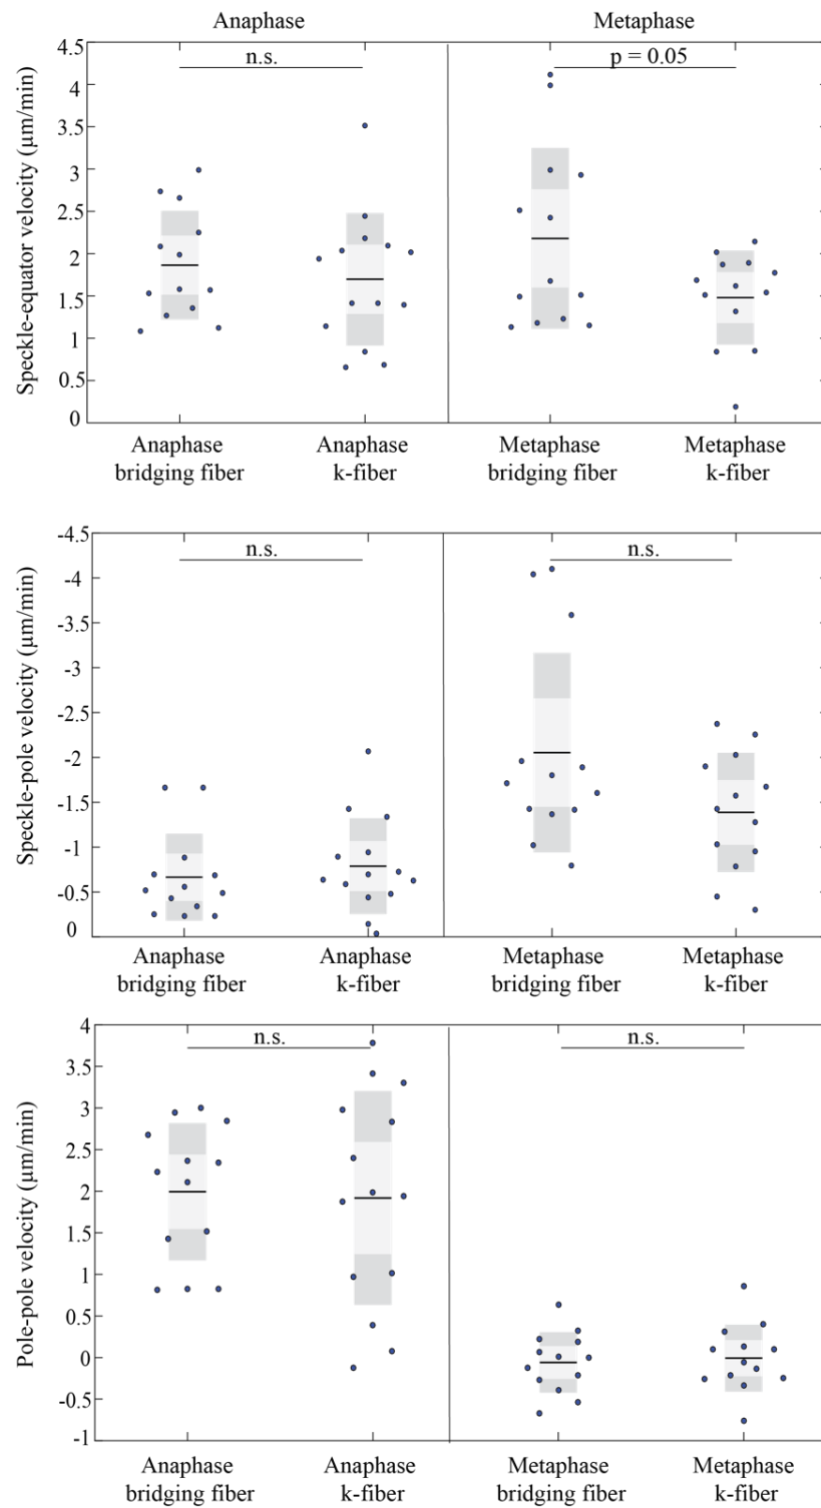 Anaphase Metaphase
Speckle-equator velocity (μm/min)
4.5
4
3.5
3
2.5
2
1.5
1
0.5
0
n.s.
p = 0.05
Anaphase
bridging fiber
Anaphase
k-fiber
Metaphase
bridging fiber
Metaphase
k-fiber
Speckle-pole velocity (μm/min)
-4.5
-4
-3.5
-3
-2.5
-2
-1.5
-1
-0.5
0
n.s.
n.s.
Anaphase
bridging fiber
Anaphase
k-fiber
Metaphase
bridging fiber
Metaphase
k-fiber
Pole-pole velocity (μm/min)
4
3.5
3
2.5
2
1.5
1
0.5
0
-0.5
-1
n.s.
n.s.
Anaphase
bridging fiber
Anaphase
k-fiber
Metaphase
bridging fiber
Metaphase
k-fiber